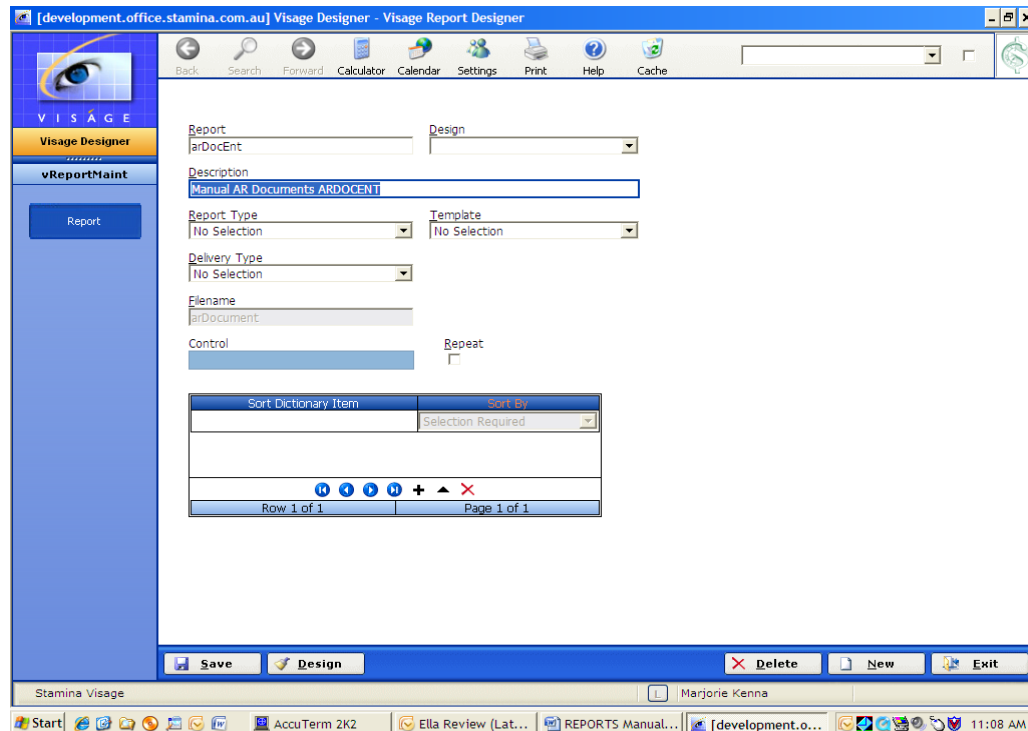 [development.office.stamina.com.au] Visage Designer - Visage Report Designer
Back Search Forward Calculator Calendar Settings Print Help Cache
VISÁGE
Visage Designer
vReportMaint
Report
Report Design
arDocEnt
Description
Manual AR Documents ARDOCENT
Report Type Template
No Selection No Selection
Delivery Type
No Selection
Filename
arDocument
Control Repeat
Sort Dictionary Item Sort By
Selection Required
Row 1 of 1 Page 1 of 1
Save Design Delete New Exit
Stamina Visage L Marjorie Kenna
Start AccuTerm 2K2 Ella Review (Lat... REPORTS Manual... [development.o... 11:08 AM